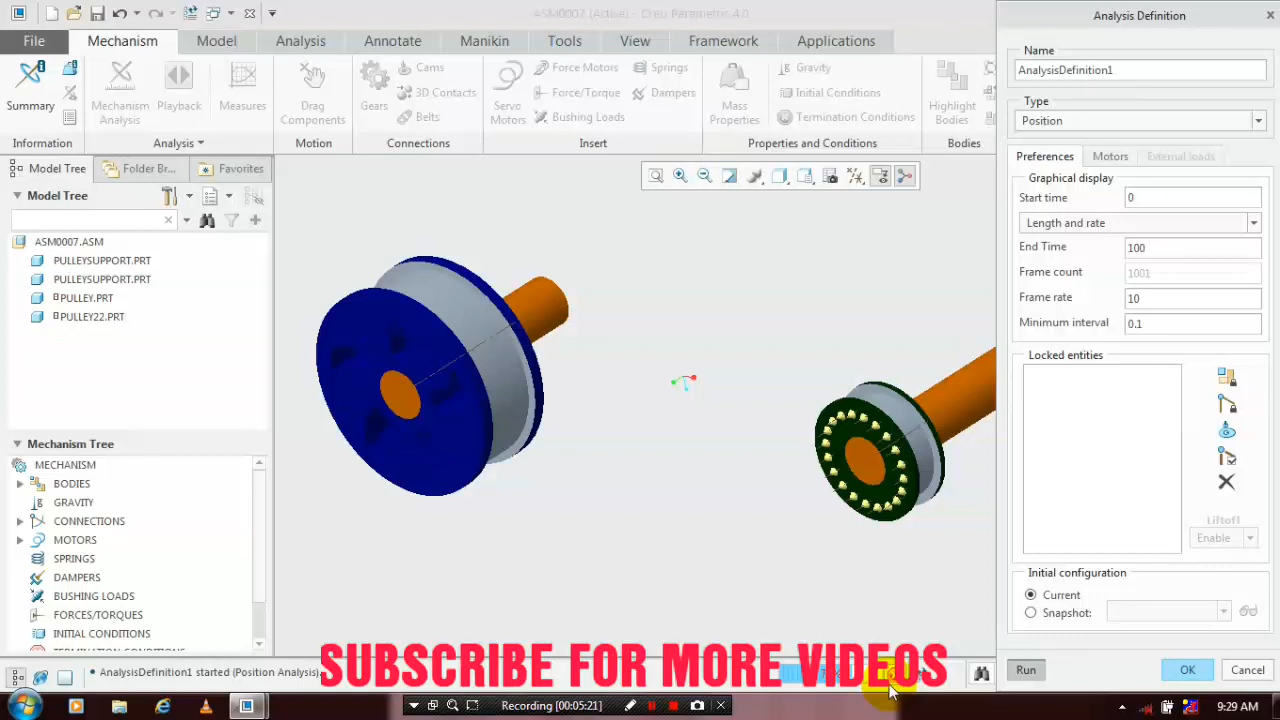 ASM0007 (Active) - Creo Parametric 4.0
File Mechanism Model Analysis Annotate Manikin Tools View Framework Applications
Summary
Mechanism Analysis
Playback
Measures
Drag Components
Gears
Cams
3D Contacts
Belts
Servo Motors
Force Motors
Force/Torque
Bushing Loads
Springs
Dampers
Mass Properties
Gravity
Initial Conditions
Termination Conditions
Highlight Bodies
Information Analysis Motion Connections Insert Properties and Conditions Bodies
Model Tree Folder Br... Favorites
Model Tree
ASM0007.ASM
PULLEYSUPPORT.PRT
PULLEYSUPPORT.PRT
PULLEY.PRT
PULLEY22.PRT
Mechanism Tree
MECHANISM
BODIES
GRAVITY
CONNECTIONS
MOTORS
SPRINGS
DAMPERS
BUSHING LOADS
FORCES/TORQUES
INITIAL CONDITIONS
TERMINATION CONDITIONS
• AnalysisDefinition1 started (Position Analysis).
SUBSCRIBE FOR MORE VIDEOS
Analysis Definition
Name
AnalysisDefinition1
Type
Position
Preferences Motors External loads
Graphical display
Start time 0
Length and rate
End Time 100
Frame count 1001
Frame rate 10
Minimum interval 0.1
Locked entities
Liftoff
Enable
Initial configuration
Current
Snapshot:
Run OK Cancel
Recording [00:05:21]
9:29 AM